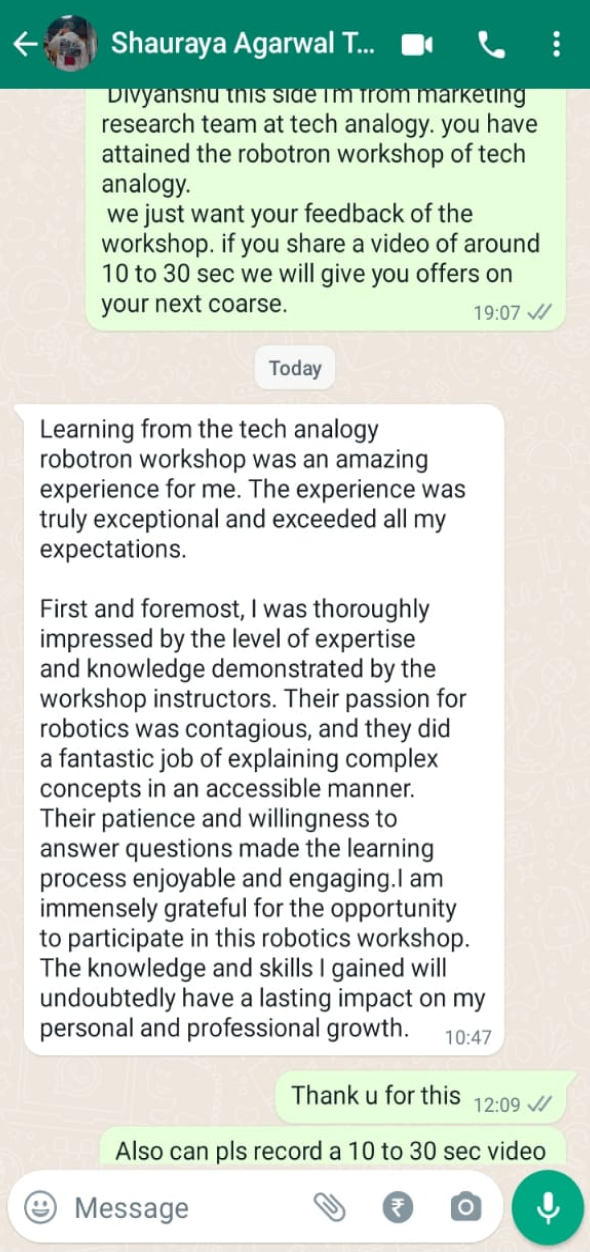 Shauraya Agarwal T...
Divyanshu this side I'm from marketing
research team at tech analogy. you have
attained the robotron workshop of tech
analogy.
we just want your feedback of the
workshop. if you share a video of around
10 to 30 sec we will give you offers on
your next coarse.
19:07
Today
Learning from the tech analogy
robotron workshop was an amazing
experience for me. The experience was
truly exceptional and exceeded all my
expectations.
First and foremost, I was thoroughly
impressed by the level of expertise
and knowledge demonstrated by the
workshop instructors. Their passion for
robotics was contagious, and they did
a fantastic job of explaining complex
concepts in an accessible manner.
Their patience and willingness to
answer questions made the learning
process enjoyable and engaging.I am
immensely grateful for the opportunity
to participate in this robotics workshop.
The knowledge and skills I gained will
undoubtedly have a lasting impact on my
personal and professional growth.
10:47
Thank u for this
12:09
Also can pls record a 10 to 30 sec video
Message
₹